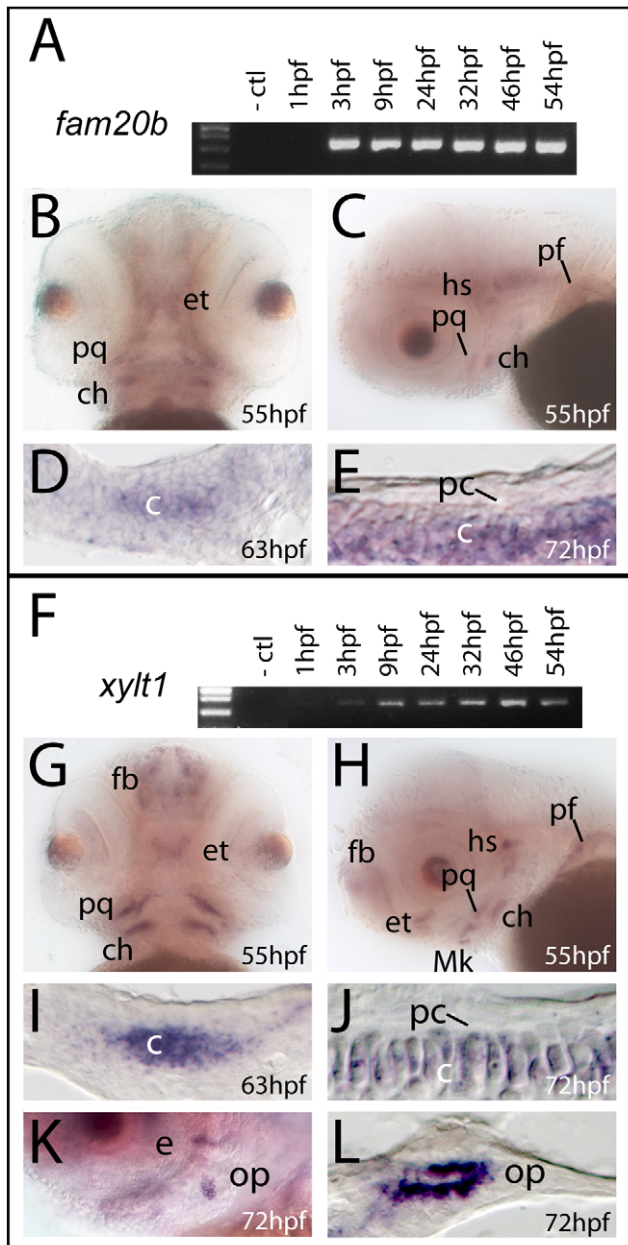 A
fam20b
- ctl 1hpf 3hpf 9hpf 24hpf 32hpf 46hpf 54hpf
B
et
pq
ch
55hpf
C
pf
hs
pq
ch
55hpf
D
c
63hpf
E
pc
c
72hpf
F
xylt1
- ctl 1hpf 3hpf 9hpf 24hpf 32hpf 46hpf 54hpf
G
fb
et
pq
ch
55hpf
H
pf
fb
hs
pq
et
ch
Mk
55hpf
I
c
63hpf
J
pc
c
72hpf
K
e
op
72hpf
L
op
72hpf